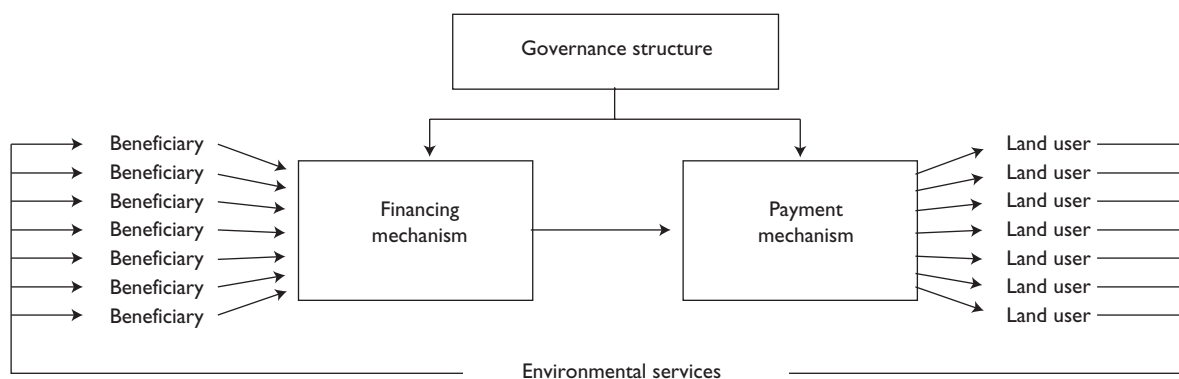 Governance structure
Beneficiary
Beneficiary
Beneficiary
Beneficiary
Beneficiary
Beneficiary
Beneficiary
Financing
mechanism
Payment
mechanism
Land user
Land user
Land user
Land user
Land user
Land user
Land user
Environmental services